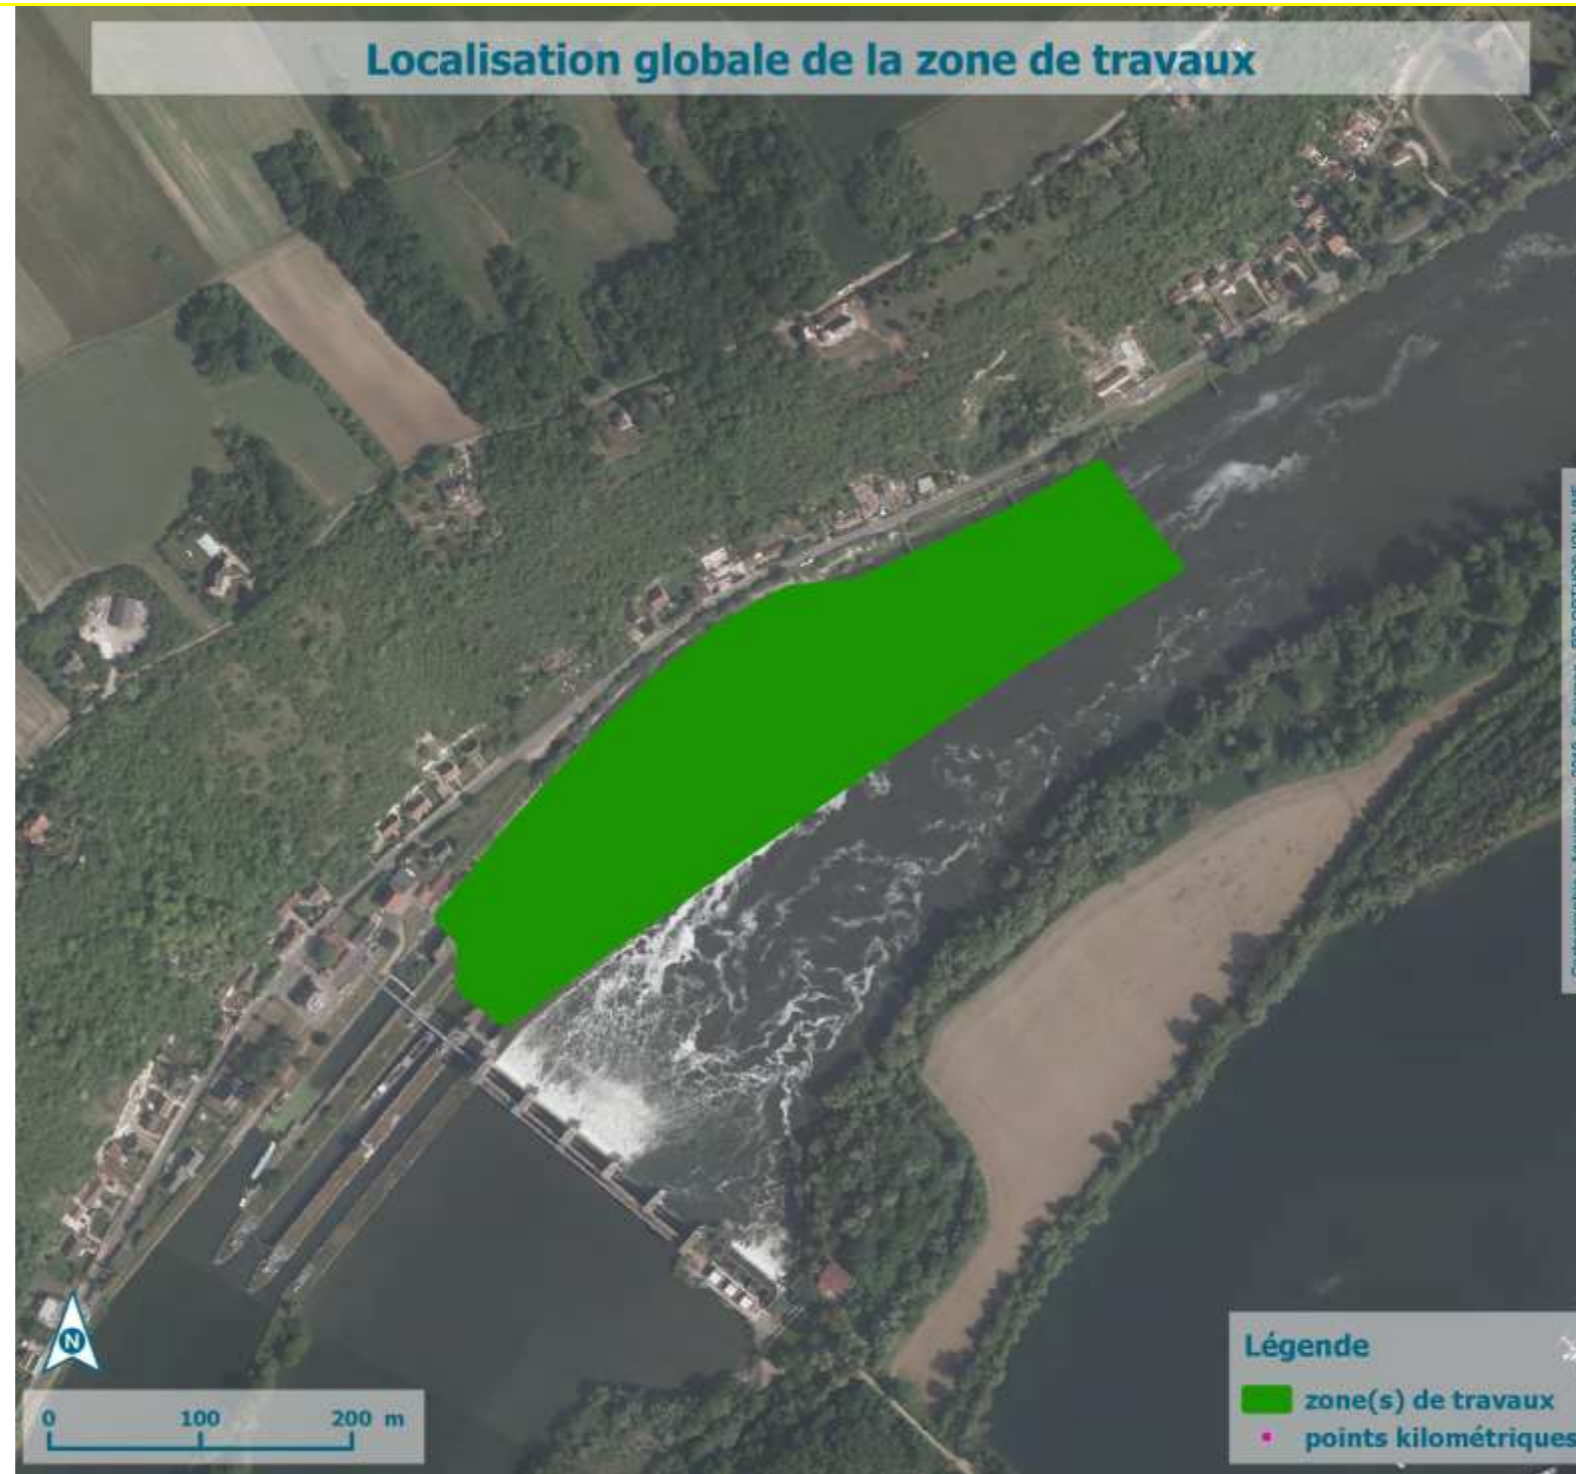 Localisation globale de la zone de travaux
N
0 100 200 m
Légende
zone(s) de travaux
points kilométriques